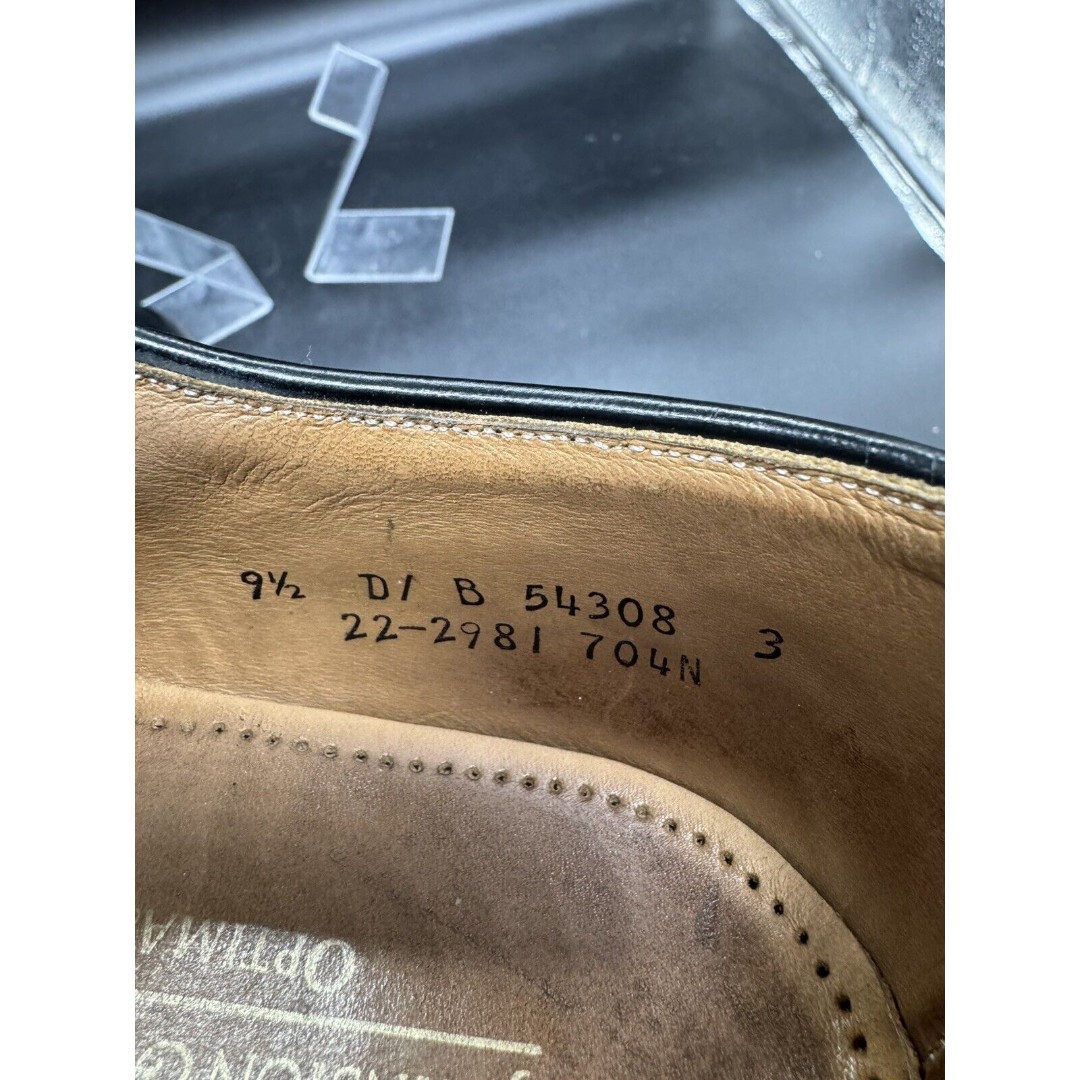 9½ D/ B 54308 3
22-2981 704N
OPTIMA